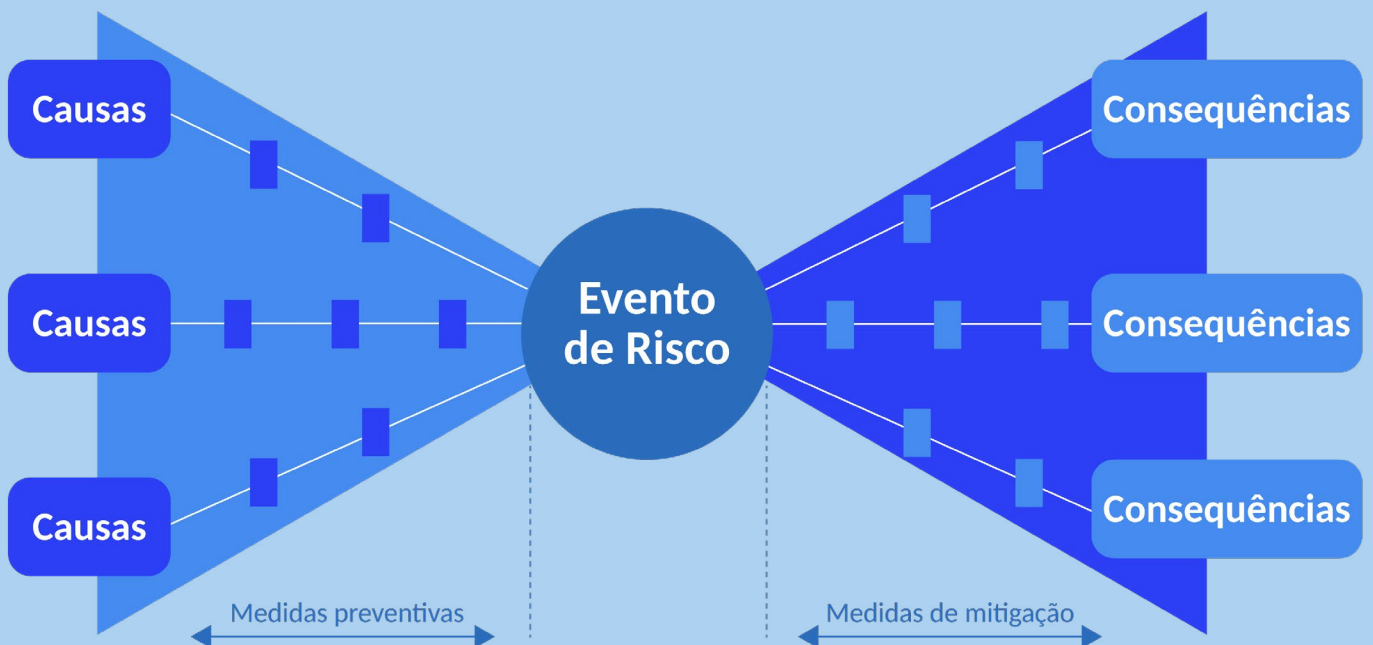 Causas
Consequências
Evento
de Risco
Causas
Consequências
Causas
Consequências
Medidas preventivas
Medidas de mitigação